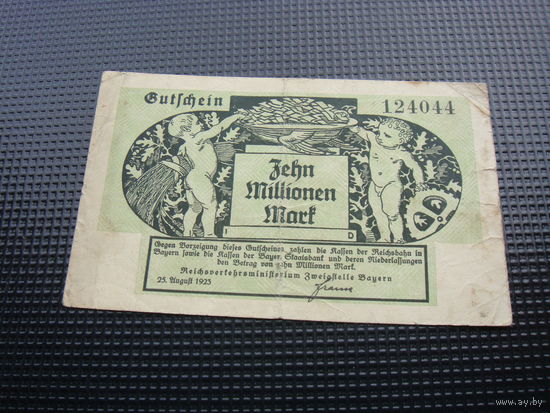 Gutschein
124044
Zehn
Millionen
Mark
D
Gegen Vorzeigung dieses Gutscheines zahlen die Kassen der Reichsbahn in
Bayern sowie die Kassen der Bayer. Staatsbank und deren Niederlassungen
den Betrag von zehn Millionen Mark.
Reichsverkehrsministerium Zweigstelle Bayern
25. August 1923
www.ay.by